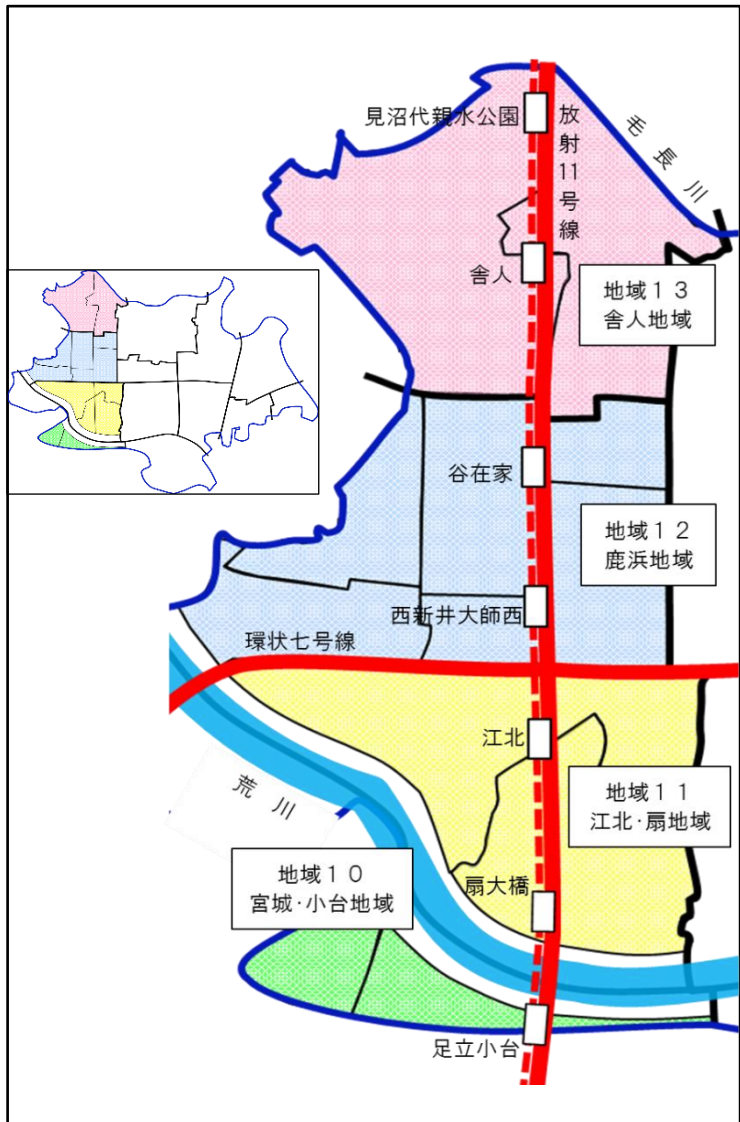 見沼代親水公園
放射11号線
毛長川
舎人
地域１３
舎人地域
谷在家
地域１２
鹿浜地域
西新井大師西
環状七号線
江北
荒川
地域１１
江北・扇地域
地域１０
宮城・小台地域
扇大橋
足立小台